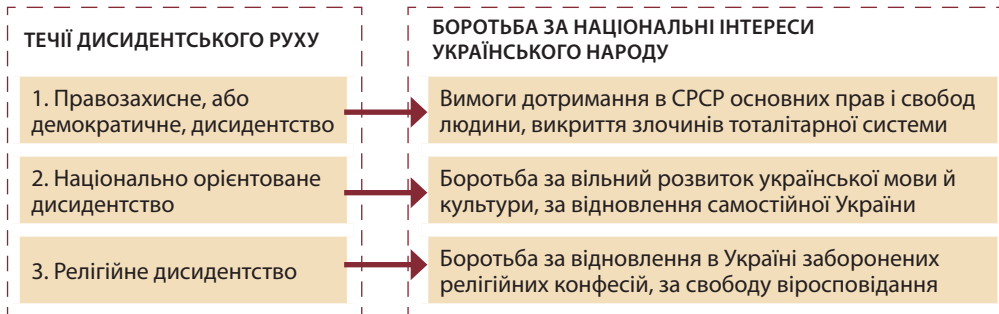 ТЕЧІЇ ДИСИДЕНТСЬКОГО РУХУ
БОРОТЬБА ЗА НАЦІОНАЛЬНІ ІНТЕРЕСИ
УКРАЇНСЬКОГО НАРОДУ
1. Правозахисне, або
демократичне, дисидентство
Вимоги дотримання в СРСР основних прав і свобод
людини, викриття злочинів тоталітарної системи
2. Національно орієнтоване
дисидентство
Боротьба за вільний розвиток української мови й
культури, за відновлення самостійної України
3. Релігійне дисидентство
Боротьба за відновлення в Україні заборонених
релігійних конфесій, за свободу віросповідання